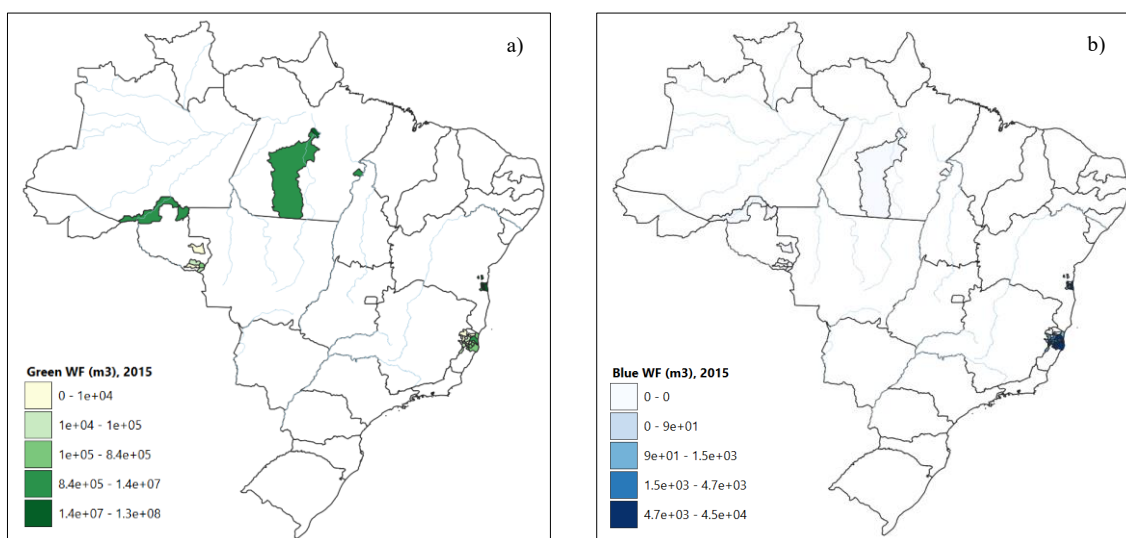 a)
Green WF (m3), 2015
0 - 1e+04
1e+04 - 1e+05
1e+05 - 8.4e+05
8.4e+05 - 1.4e+07
1.4e+07 - 1.3e+08
b)
Blue WF (m3), 2015
0 - 0
0 - 9e+01
9e+01 - 1.5e+03
1.5e+03 - 4.7e+03
4.7e+03 - 4.5e+04